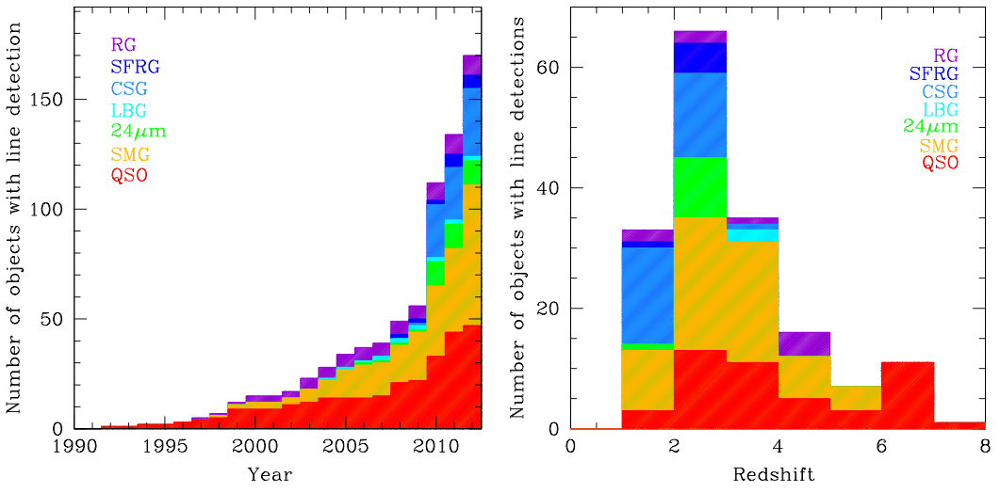 Number of objects with line detection
150
100
50
0
RG
SFRG
CSG
LBG
24μm
SMG
QSO
1990 1995 2000 2005 2010
Year
Number of objects with line detections
60
40
20
0
RG
SFRG
CSG
LBG
24μm
SMG
QSO
0 2 4 6 8
Redshift